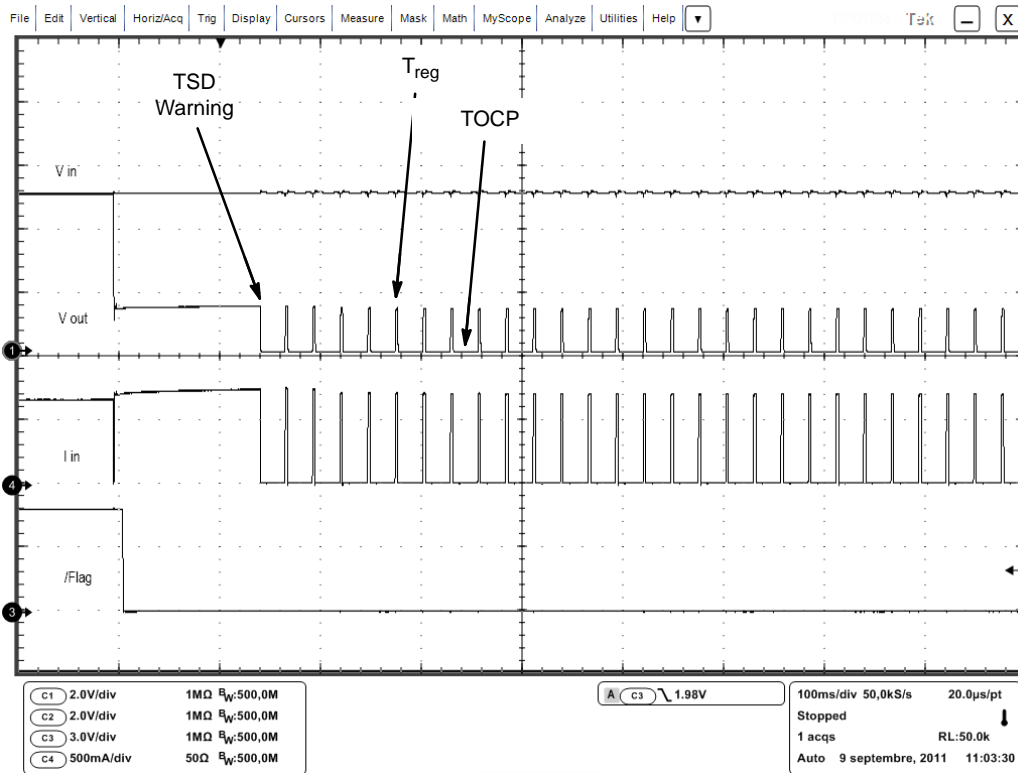 File Edit Vertical Horiz/Acq Trig Display Cursors Measure Mask Math MyScope Analyze Utilities Help ▼ Tek X
TSD
Warning
Treg
TOCP
V in
V out
1
I in
4
/Flag
3
C1 2.0V/div 1MΩ BW:500,0M
C2 2.0V/div 1MΩ BW:500,0M
C3 3.0V/div 1MΩ BW:500,0M
C4 500mA/div 50Ω BW:500,0M
A C3 1.98V
100ms/div 50,0kS/s 20.0µs/pt
Stopped
1 acqs RL:50.0k
Auto 9 septembre, 2011 11:03:30